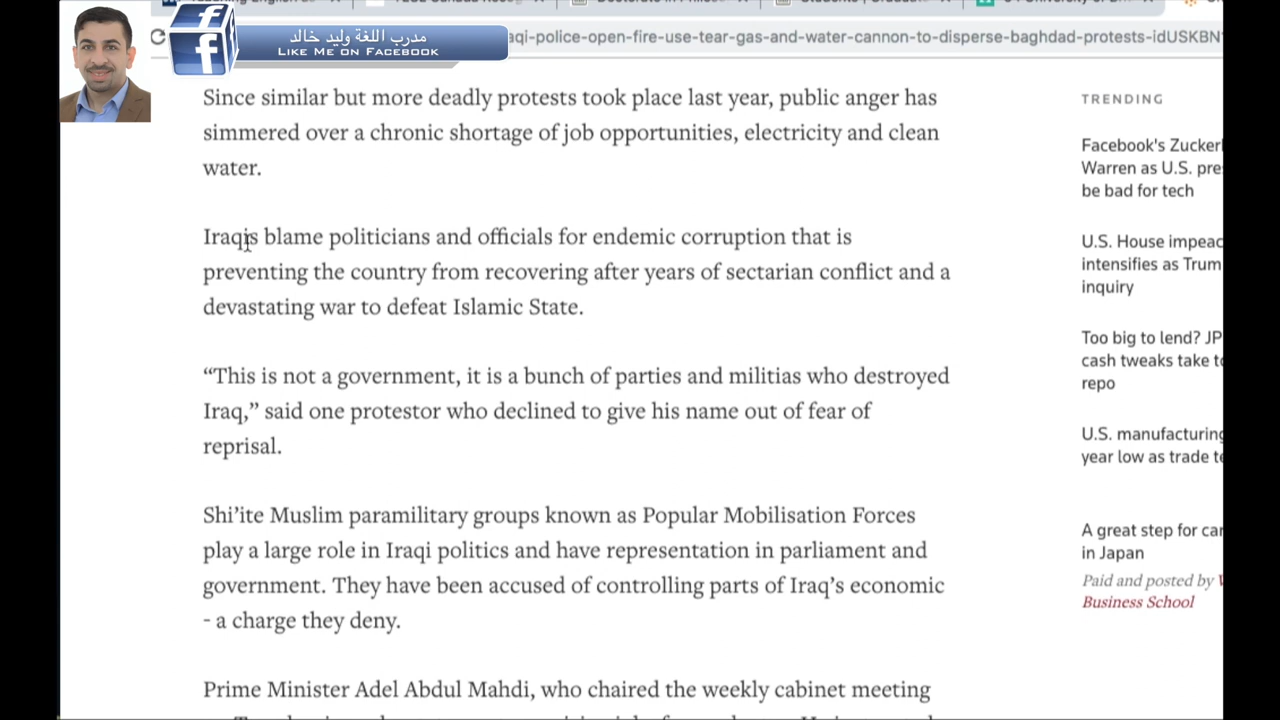 مدرب اللغة وليد خالد
LIKE ME ON FACEBOOK
aqi-police-open-fire-use-tear-gas-and-water-cannon-to-disperse-baghdad-protests-idUSKBN
Since similar but more deadly protests took place last year, public anger has
simmered over a chronic shortage of job opportunities, electricity and clean
water.
Iraqis blame politicians and officials for endemic corruption that is
preventing the country from recovering after years of sectarian conflict and a
devastating war to defeat Islamic State.
“This is not a government, it is a bunch of parties and militias who destroyed
Iraq,” said one protestor who declined to give his name out of fear of
reprisal.
Shi’ite Muslim paramilitary groups known as Popular Mobilisation Forces
play a large role in Iraqi politics and have representation in parliament and
government. They have been accused of controlling parts of Iraq’s economic
- a charge they deny.
Prime Minister Adel Abdul Mahdi, who chaired the weekly cabinet meeting
TRENDING
Facebook's Zucker
Warren as U.S. pre
be bad for tech
U.S. House impeac
intensifies as Trum
inquiry
Too big to lend? JP
cash tweaks take to
repo
U.S. manufacturing
year low as trade te
A great step for car
in Japan
Paid and posted by
Business School